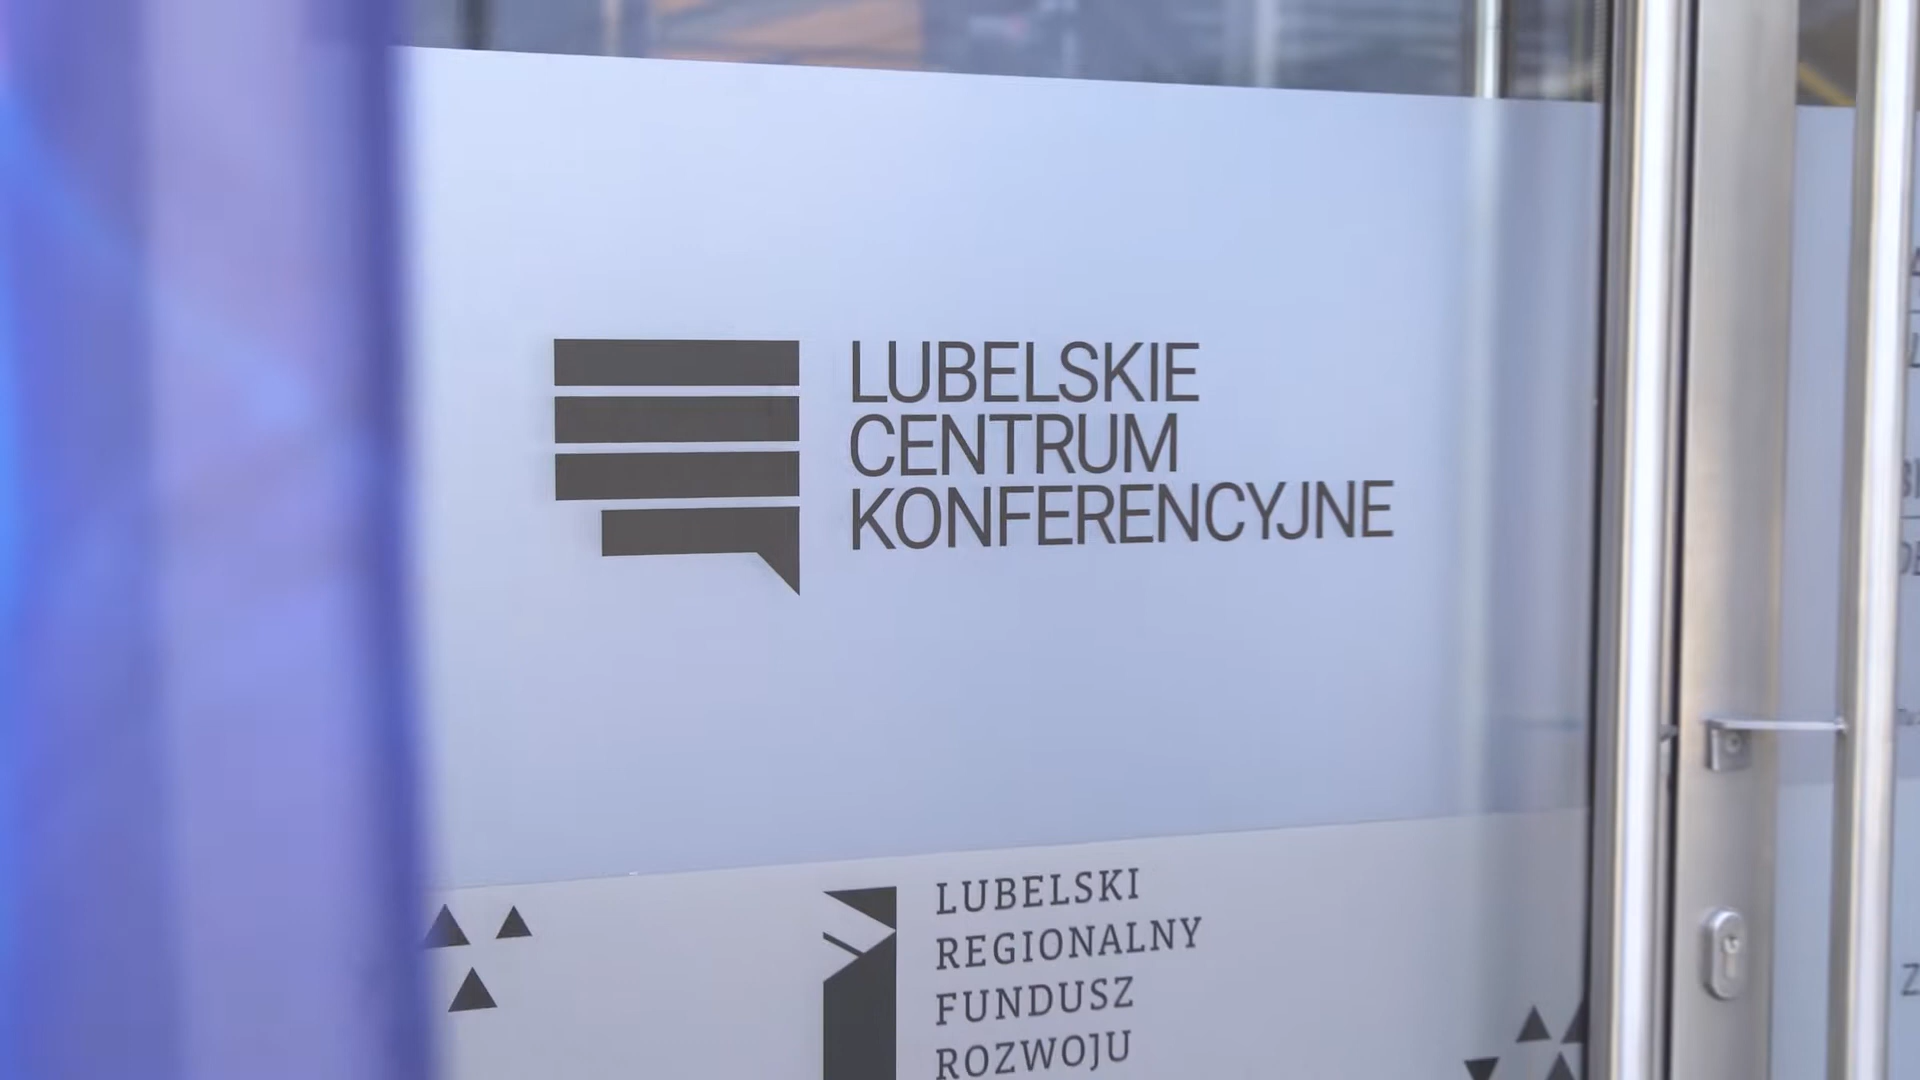 LUBELSKIE
CENTRUM
KONFERENCYJNE
LUBELSKI
REGIONALNY
FUNDUSZ
ROZWOJU